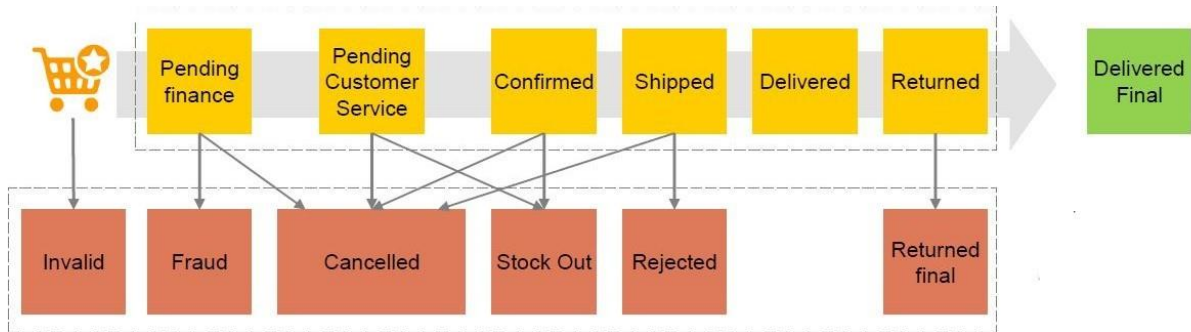 Pending
finance
Pending
Customer
Service
Confirmed
Shipped
Delivered
Returned
Delivered
Final
Invalid
Fraud
Cancelled
Stock Out
Rejected
Returned
final